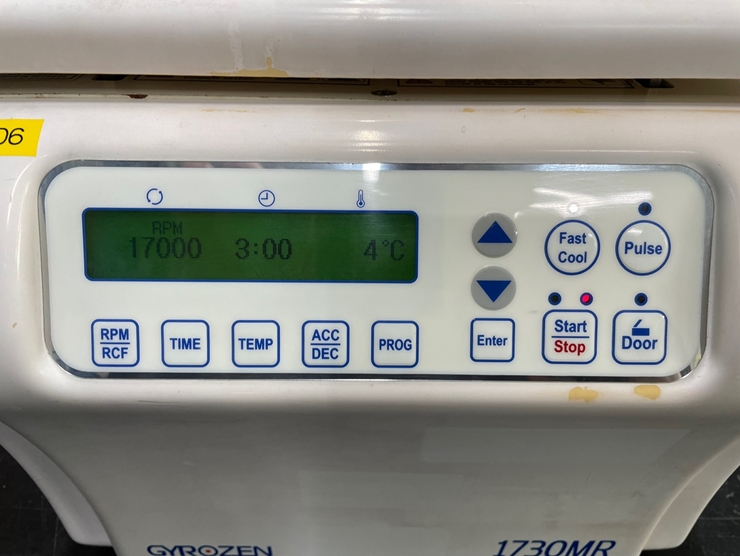 06
RPM
17000 3:00 4°C
Fast
Cool
Pulse
RPM
RCF
TIME
TEMP
ACC
DEC
PROG
Enter
Start
Stop
Door
GYROZEN
1730MR